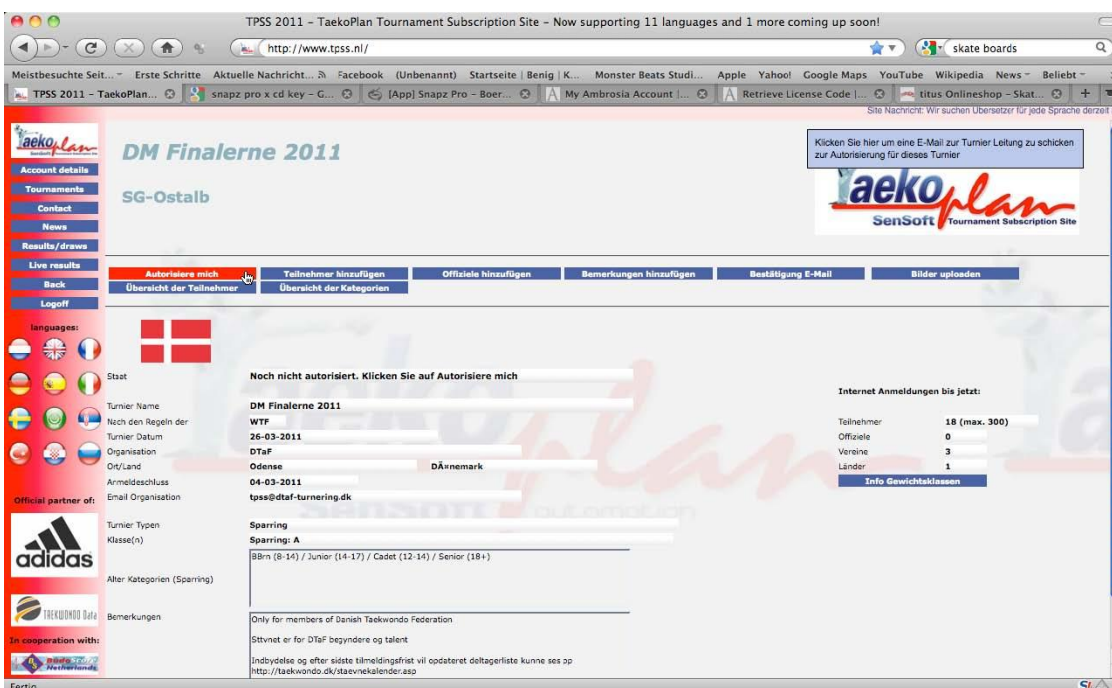 TPSS 2011 – TaekoPlan Tournament Subscription Site – Now supporting 11 languages and 1 more coming up soon!
http://www.tpss.nl/
skate boards
Meistbesuchte Seit... Erste Schritte Aktuelle Nachricht... Facebook (Unbenannt) Startseite | Benig | K... Monster Beats Studi... Apple Yahoo! Google Maps YouTube Wikipedia News Beliebt
TPSS 2011 – TaekoPlan... snapz pro x cd key – G... [App] Snapz Pro – Boer... My Ambrosia Account |... Retrieve License Code |... titus Onlineshop – Skat...
Site Nachricht: Wir suchen Übersetzer für jede Sprache derzeit
Taekoplan
SenSoft Tournament Subscription Site
Account details
Tournaments
Contact
News
Results/draws
Live results
Back
Logoff
languages:
Official partner of:
adidas
TAEKWONDO Data
In cooperation with:
Netherlands
DM Finalerne 2011
SG-Ostalb
Klicken Sie hier um eine E-Mail zur Turnier Leitung zu schicken
zur Autorisierung für dieses Turnier
Taekoplan
SenSoft Tournament Subscription Site
Autorisiere mich Teilnehmer hinzufügen Offiziele hinzufügen Bemerkungen hinzufügen Bestätigung E-Mail Bilder uploaden
Übersicht der Teilnehmer Übersicht der Kategorien
Staat Noch nicht autorisiert. Klicken Sie auf Autorisiere mich
Turnier Name DM Finalerne 2011
Nach den Regeln der WTF
Turnier Datum 26-03-2011
Organisation DTaF
Ort/Land Odense DÄ¤nemark
Armeldeschluss 04-03-2011
Email Organisation tpss@dtaf-turnering.dk
Turnier Typen Sparring
Klasse(n) Sparring: A
Alter Kategorien (Sparring)
BBrn (8-14) / Junior (14-17) / Cadet (12-14) / Senior (18+)
Bemerkungen
Only for members of Danish Taekwondo Federation
Sttvnet er for DTaF begyndere og talent
Indbydelse og efter sidste tilmeldingsfrist vil opdateret deltagerliste kunne ses pp
http://taekwondo.dk/staevnekalender.asp
Internet Anmeldungen bis jetzt:
Teilnehmer 18 (max. 300)
Offiziele 0
Vereine 3
Länder 1
Info Gewichtsklassen
Fertig